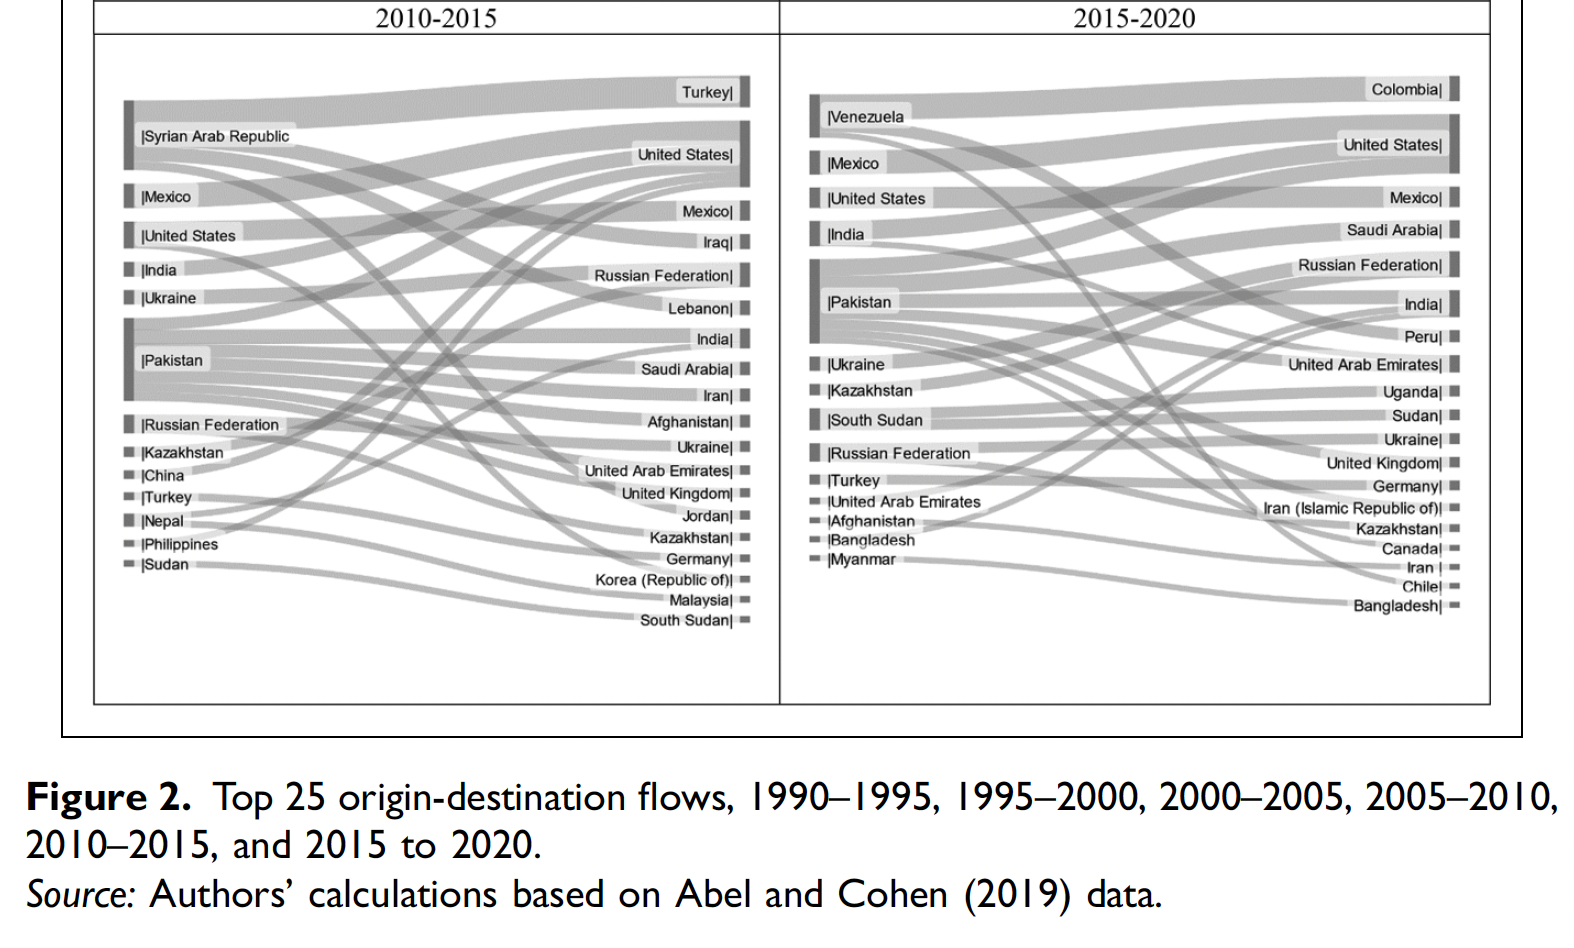 2010-2015
|Syrian Arab Republic
|Mexico
|United States
|India
|Ukraine
|Pakistan
|Russian Federation
|Kazakhstan
|China
|Turkey
|Nepal
|Philippines
|Sudan
Turkey|
United States|
Mexico|
Iraq|
Russian Federation|
Lebanon|
India|
Saudi Arabia|
Iran|
Afghanistan|
Ukraine|
United Arab Emirates|
United Kingdom|
Jordan|
Kazakhstan|
Germany|
Korea (Republic of)|
Malaysia|
South Sudan|
2015-2020
|Venezuela
|Mexico
|United States
|India
|Pakistan
|Ukraine
|Kazakhstan
|South Sudan
|Russian Federation
|Turkey
|United Arab Emirates
|Afghanistan
|Bangladesh
|Myanmar
Colombia|
United States|
Mexico|
Saudi Arabia|
Russian Federation|
India|
Peru|
United Arab Emirates|
Uganda|
Sudan|
Ukraine|
United Kingdom|
Germany|
Iran (Islamic Republic of)|
Kazakhstan|
Canada|
Iran |
Chile|
Bangladesh|
Figure 2. Top 25 origin-destination flows, 1990–1995, 1995–2000, 2000–2005, 2005–2010,
2010–2015, and 2015 to 2020.
Source: Authors’ calculations based on Abel and Cohen (2019) data.